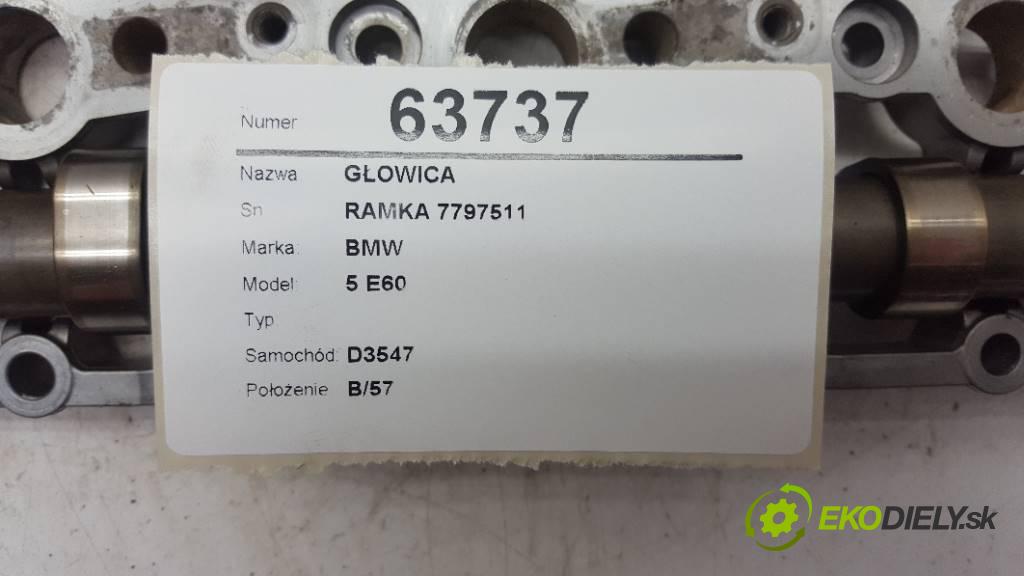 Numer 63737
Nazwa GŁOWICA
Sn RAMKA 7797511
Marka: BMW
Model: 5 E60
Typ
Samochód: D3547
Położenie B/57
EKODIELY.sk